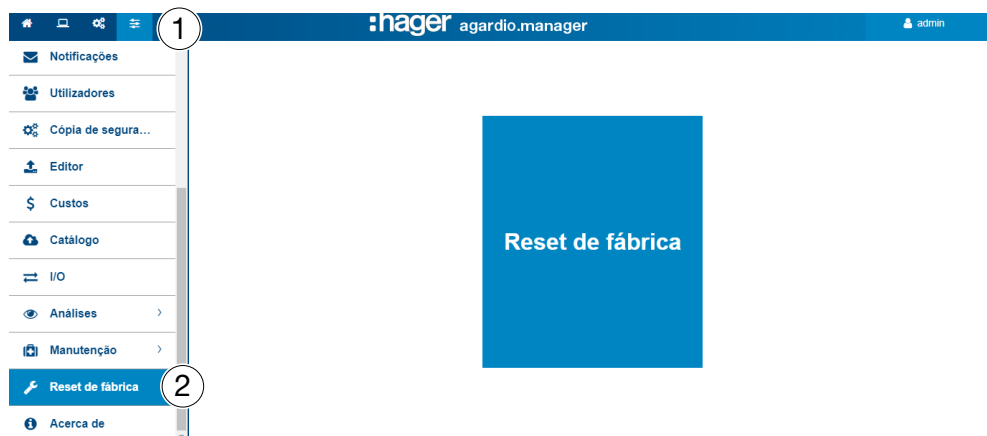 1
:hager agardio.manager
admin
Notificações
Utilizadores
Cópia de segura...
Editor
Custos
Catálogo
I/O
Análises
Manutenção
Reset de fábrica
2
Acerca de
Reset de fábrica